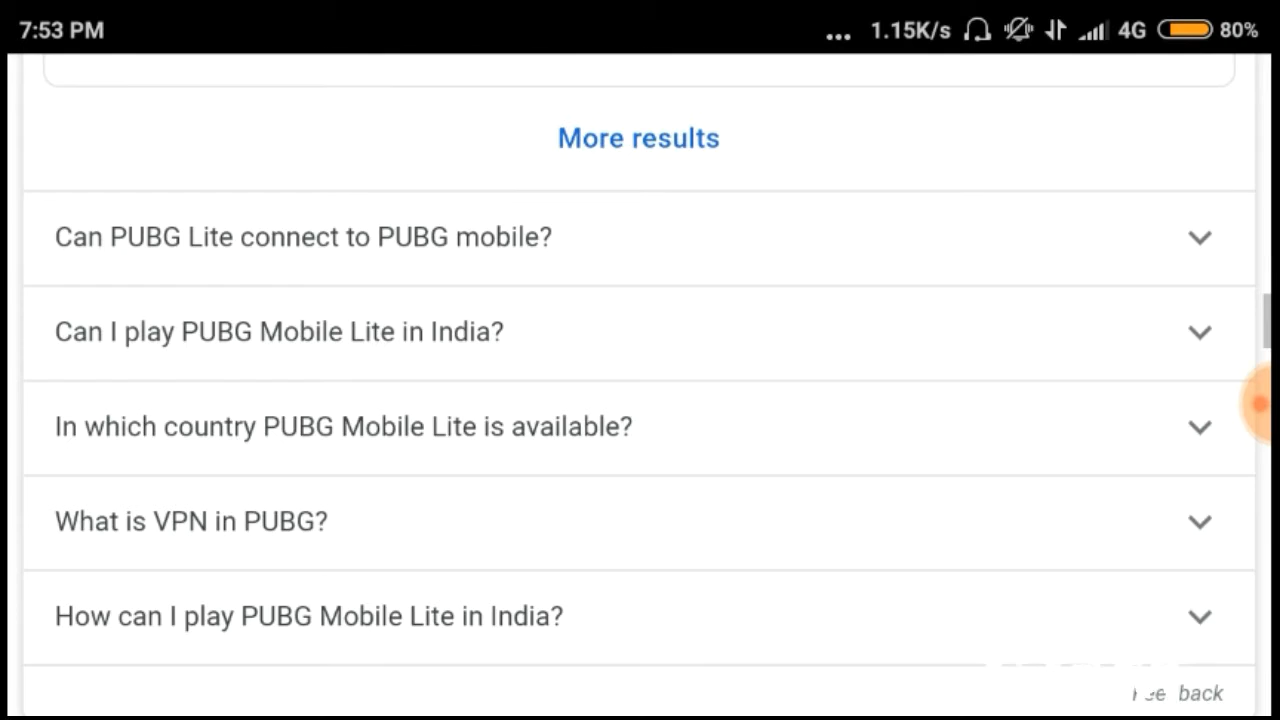 7:53 PM ... 1.15K/s 4G 80%
More results
Can PUBG Lite connect to PUBG mobile?
Can I play PUBG Mobile Lite in India?
In which country PUBG Mobile Lite is available?
What is VPN in PUBG?
How can I play PUBG Mobile Lite in India?
back